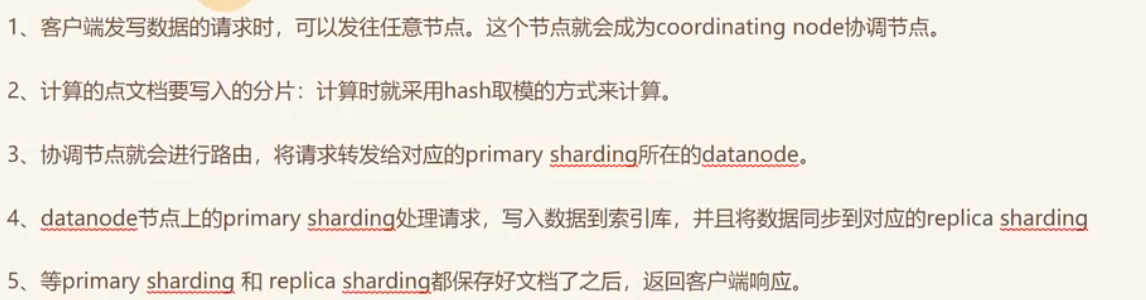 1、客户端发写数据的请求时，可以发往任意节点。这个节点就会成为coordinating node协调节点。
2、计算的点文档要写入的分片：计算时就采用hash取模的方式来计算。
3、协调节点就会进行路由，将请求转发给对应的primary sharding所在的datanode。
4、datanode节点上的primary sharding处理请求，写入数据到索引库，并且将数据同步到对应的replica sharding
5、等primary sharding 和 replica sharding都保存好文档了之后，返回客户端响应。